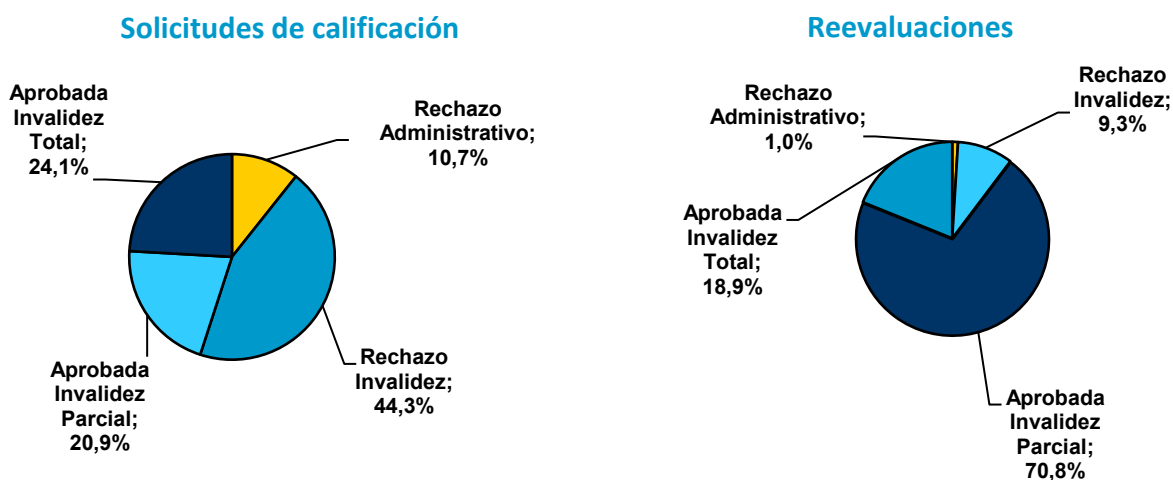 Solicitudes de calificación
Aprobada
Invalidez
Total;
24,1%
Rechazo
Administrativo;
10,7%
Aprobada
Invalidez
Parcial;
20,9%
Rechazo
Invalidez;
44,3%
Reevaluaciones
Rechazo
Administrativo;
1,0%
Rechazo
Invalidez;
9,3%
Aprobada
Invalidez
Total;
18,9%
Aprobada
Invalidez
Parcial;
70,8%